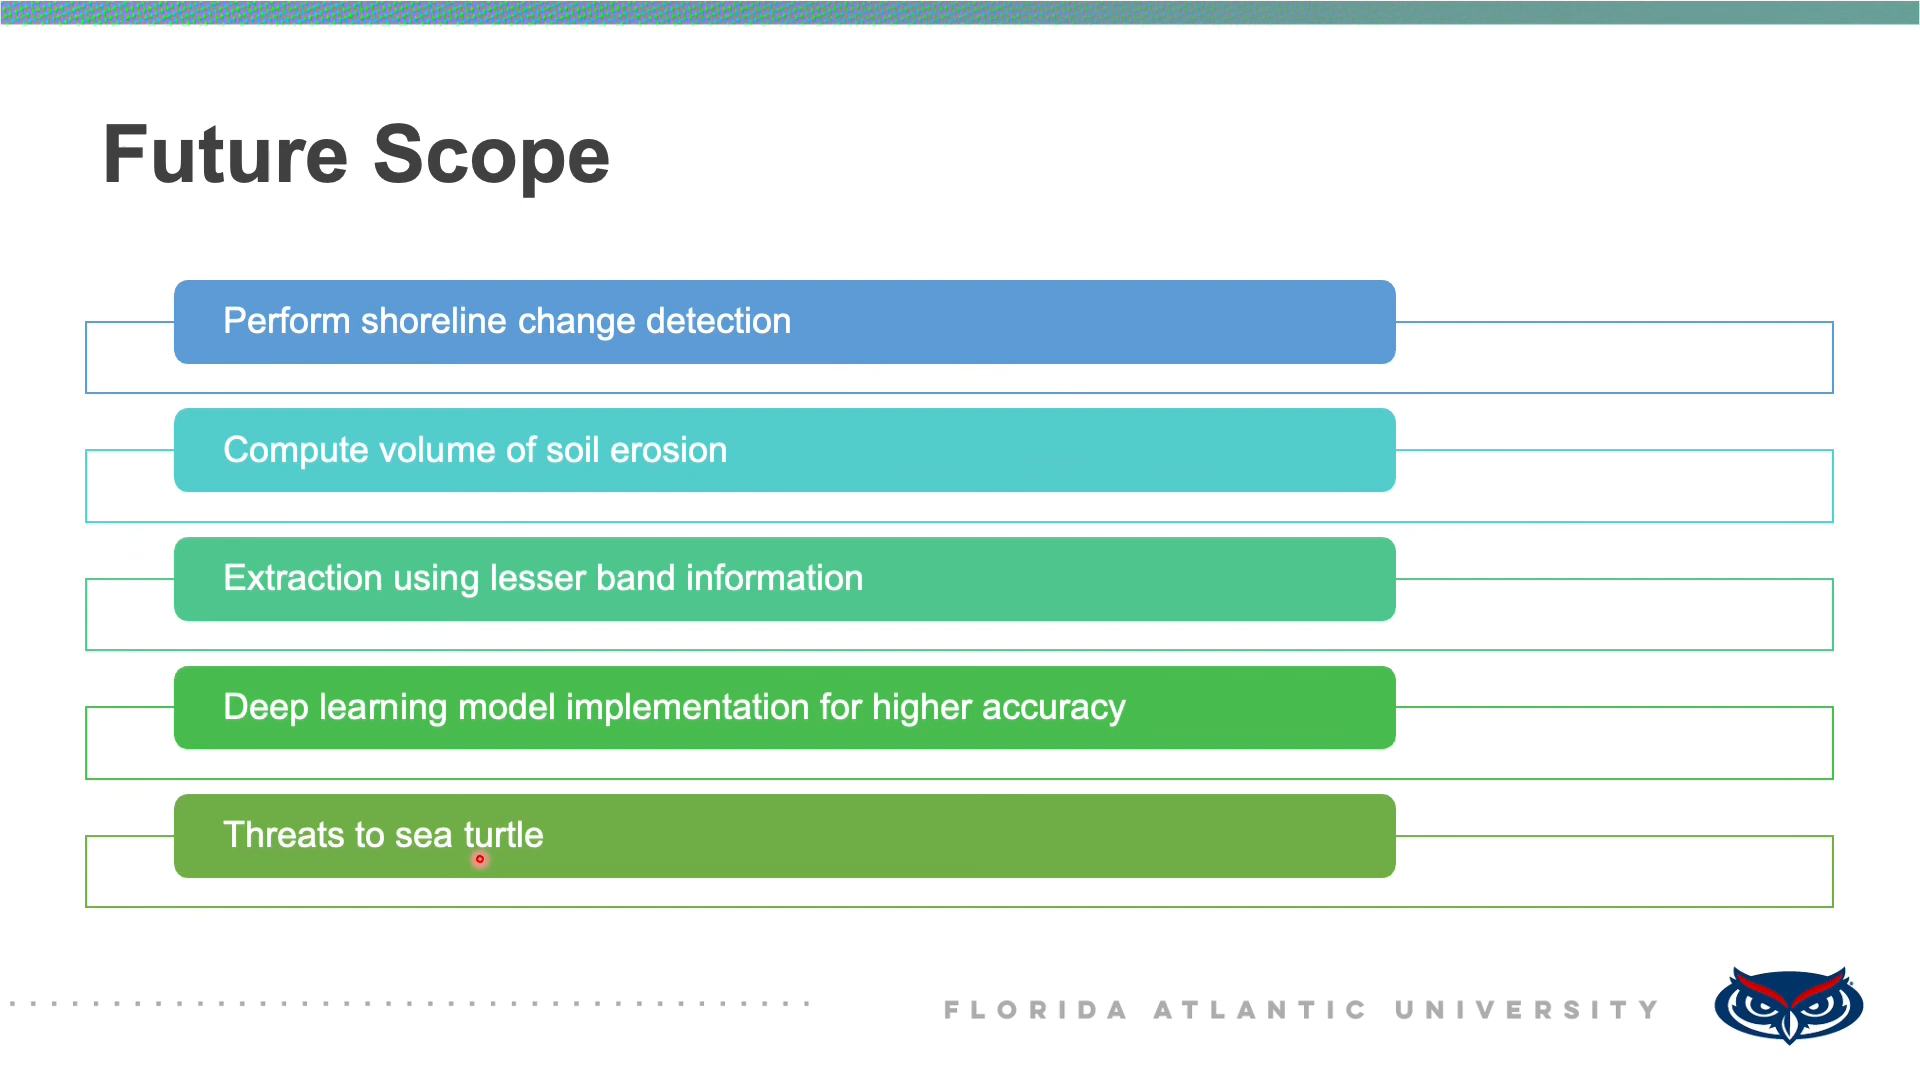 Future Scope
Perform shoreline change detection
Compute volume of soil erosion
Extraction using lesser band information
Deep learning model implementation for higher accuracy
Threats to sea turtle
FLORIDA ATLANTIC UNIVERSITY